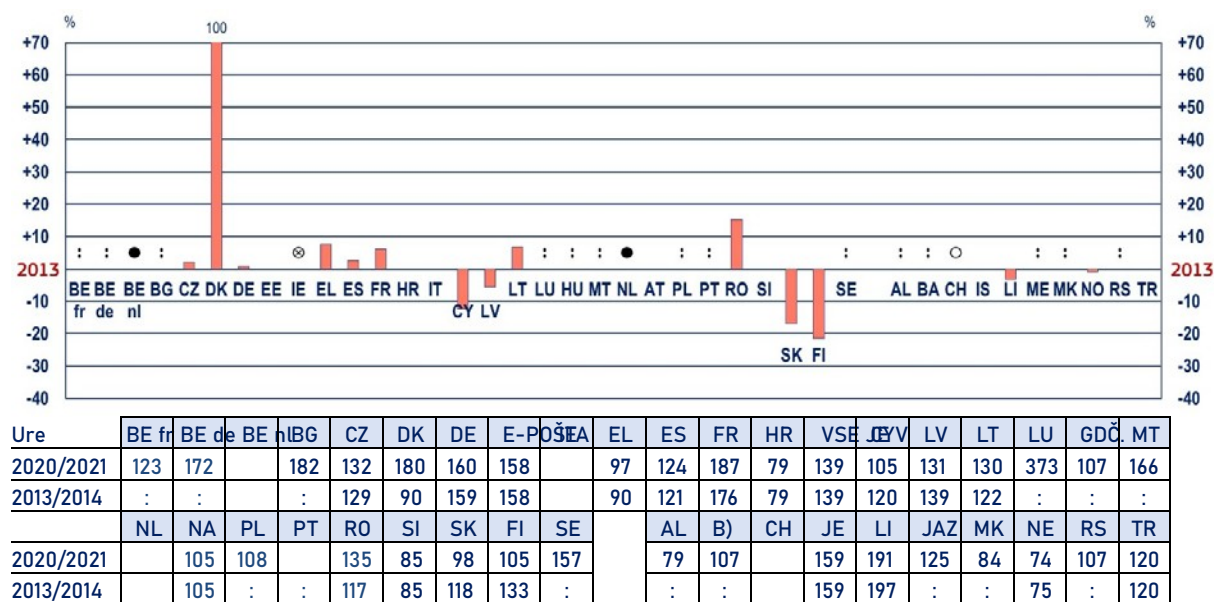 % 100 %
+70 +70
+60 +60
+50 +50
+40 +40
+30 +30
+20 +20
+10 +10
: : ● : ⊗ : : : ● : : : : : ○ : : :
2013 2013
BE BE BE BG CZ DK DE EE IE EL ES FR HR IT LT LU HU MT NL AT PL PT RO SI SE AL BA CH IS LI ME MK NO RS TR
-10 -10
fr de nl CY LV
-20 -20
SK FI
-30 -30
-40 -40
Ure BE fr BE de BE nl BG CZ DK DE E-POŠTA IE EL ES FR HR VSE JE CY V LV LT LU GDČ. MT
2020/2021 123 172 182 132 180 160 158 97 124 187 79 139 105 131 130 373 107 166
2013/2014 : : : 129 90 159 158 90 121 176 79 139 120 139 122 : : :
NL NA PL PT RO SI SK FI SE AL B) CH JE LI JAZ MK NE RS TR
2020/2021 105 108 135 85 98 105 157 79 107 159 191 125 84 74 107 120
2013/2014 105 : : 117 85 118 133 : : : 159 197 : : 75 : 120